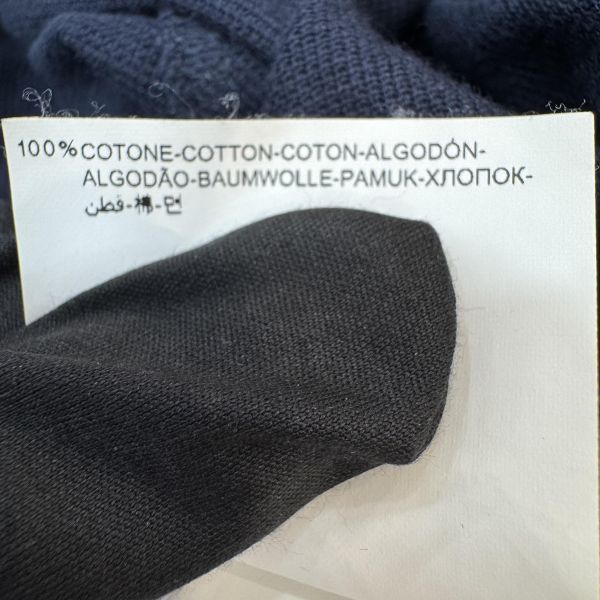 100% COTONE-COTTON-COTON-ALGODÓN-
ALGODÃO-BAUMWOLLE-PAMUK-ХЛОПОК-
قطن-棉-면